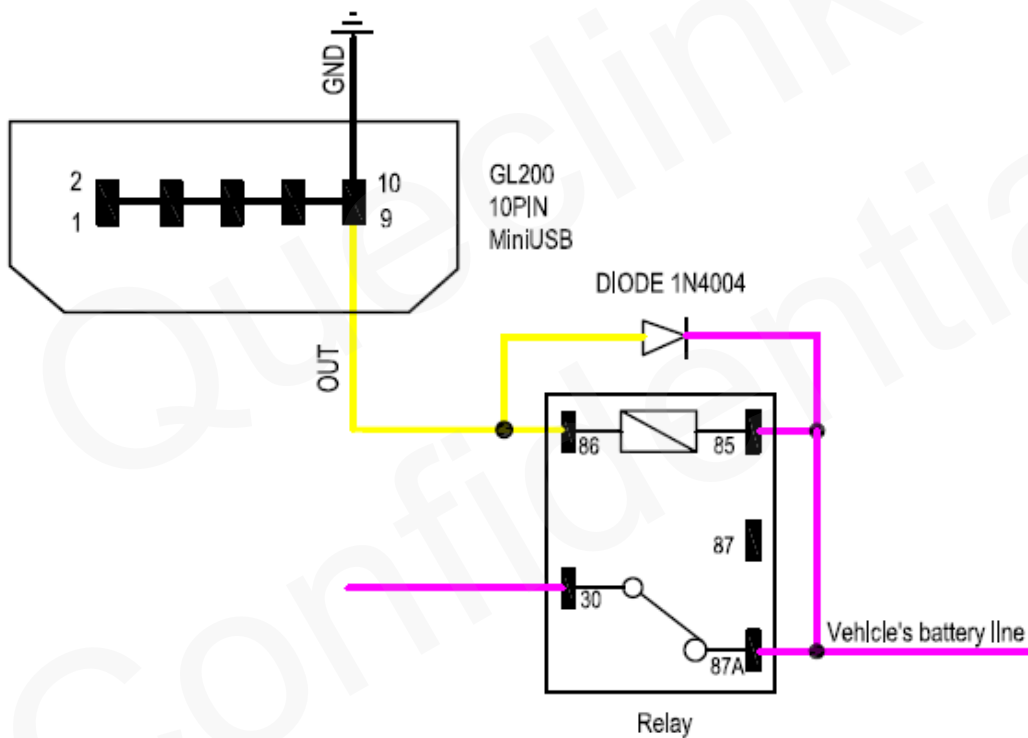 GND
2
10
1
9
GL200
10PIN
MiniUSB
DIODE 1N4004
OUT
86
85
87
30
87A
Vehicle's battery line
Relay
Queclink
Confidential